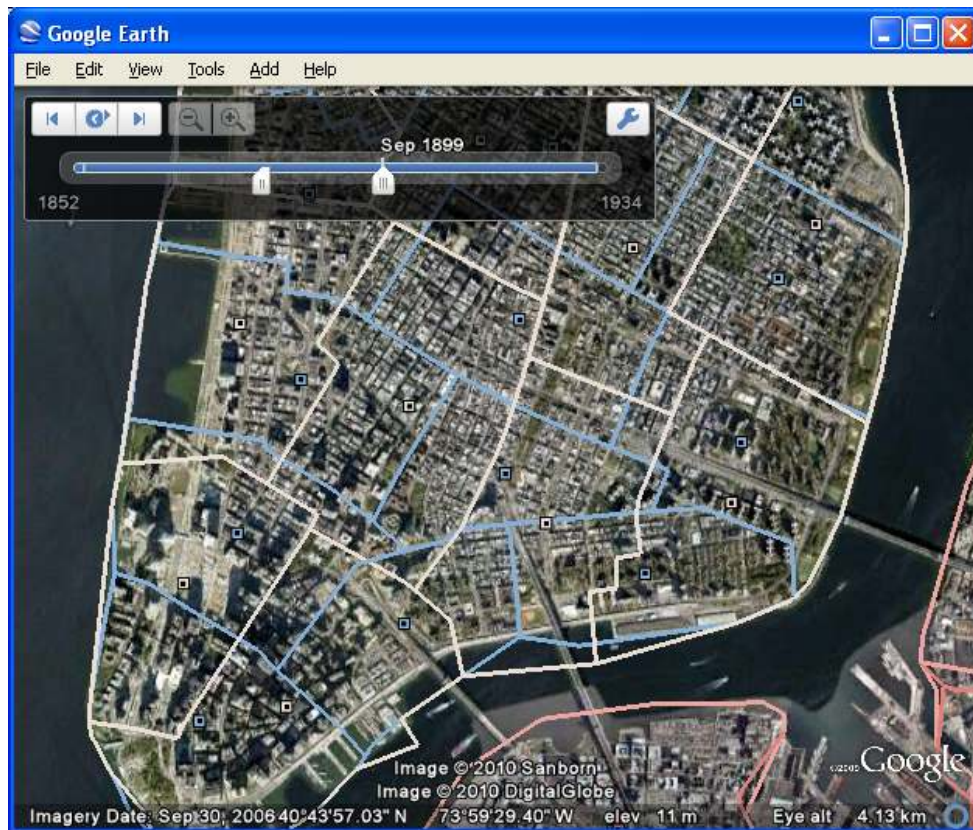 Google Earth
File Edit View Tools Add Help
Sep 1899
1852 1934
Image © 2010 Sanborn
Image © 2010 DigitalGlobe
©2009 Google
Imagery Date: Sep 30, 2006 40°43'57.03" N 73°59'29.40" W elev 11 m Eye alt 4.13 km